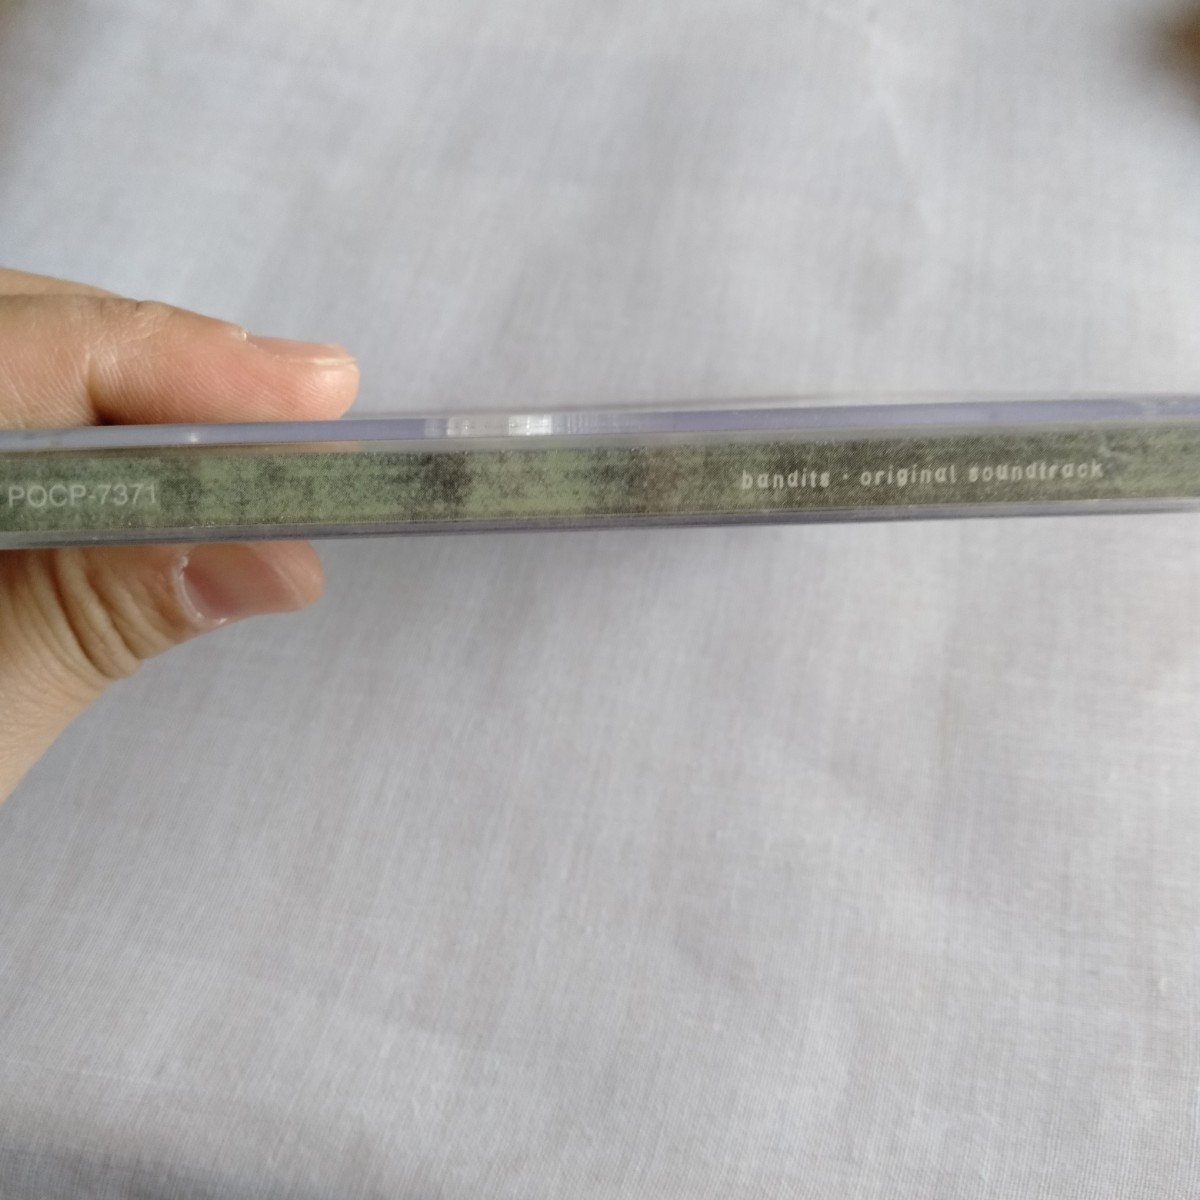 POCP-7371
bandits · original soundtrack